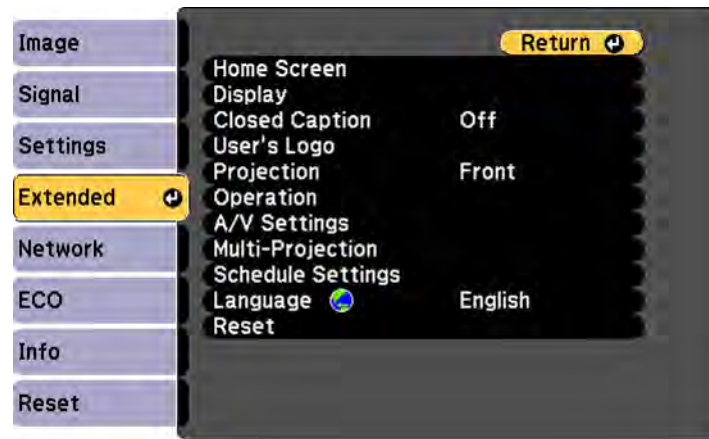 Image
Signal
Settings
Extended
Network
ECO
Info
Reset
Return
Home Screen
Display
Closed Caption Off
User's Logo
Projection Front
Operation
A/V Settings
Multi-Projection
Schedule Settings
Language English
Reset